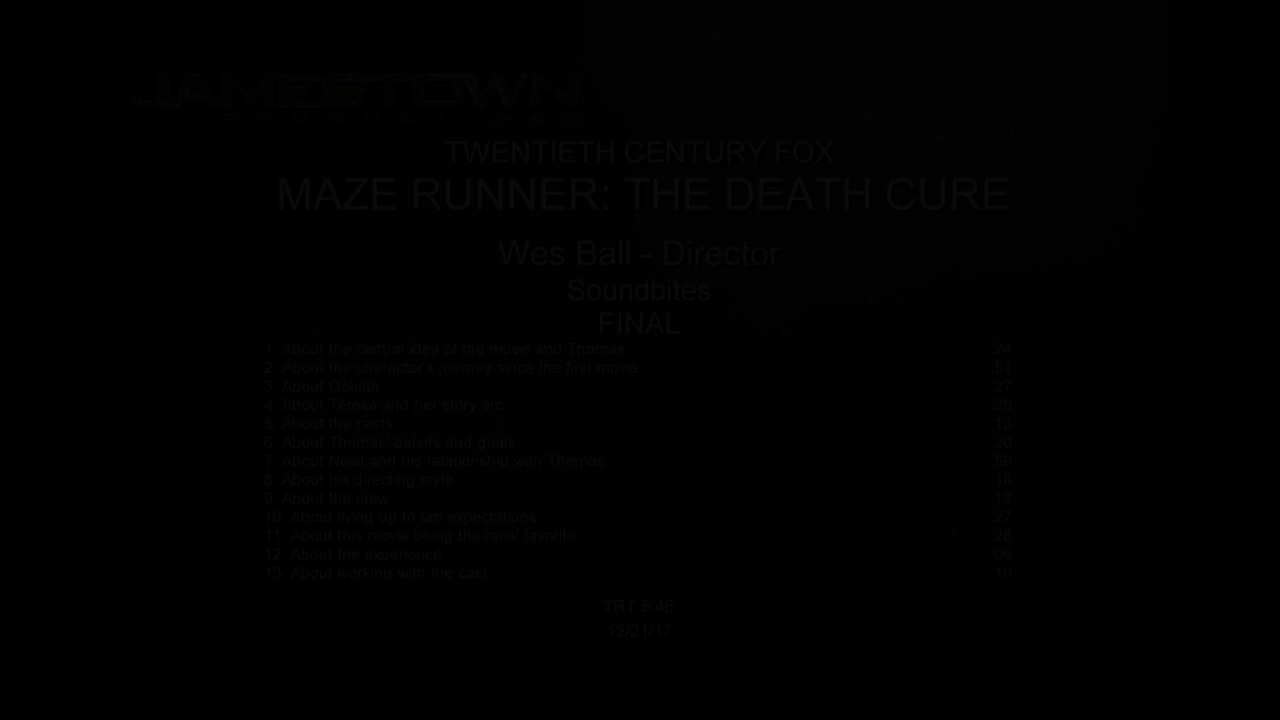 JAMESTOWN
PRODUCTIONS
TWENTIETH CENTURY FOX
MAZE RUNNER: THE DEATH CURE
Wes Ball - Director
Soundbites
FINAL
1. About the central idea of the movie and Thomas :24
2. About the character's journey since the first movie :51
3. About Goliath :27
4. About Teresa and her story arc :20
5. About the casts :13
6. About Thomas' beliefs and goals :30
7. About Newt and his relationship with Thomas :59
8. About his directing style :16
9. About the crew :18
10. About living up to fan expectations :27
11. About this movie being the fans' favorite :28
12. About the experience :06
13. About working with the cast :19
TRT 5:46
12/21/17